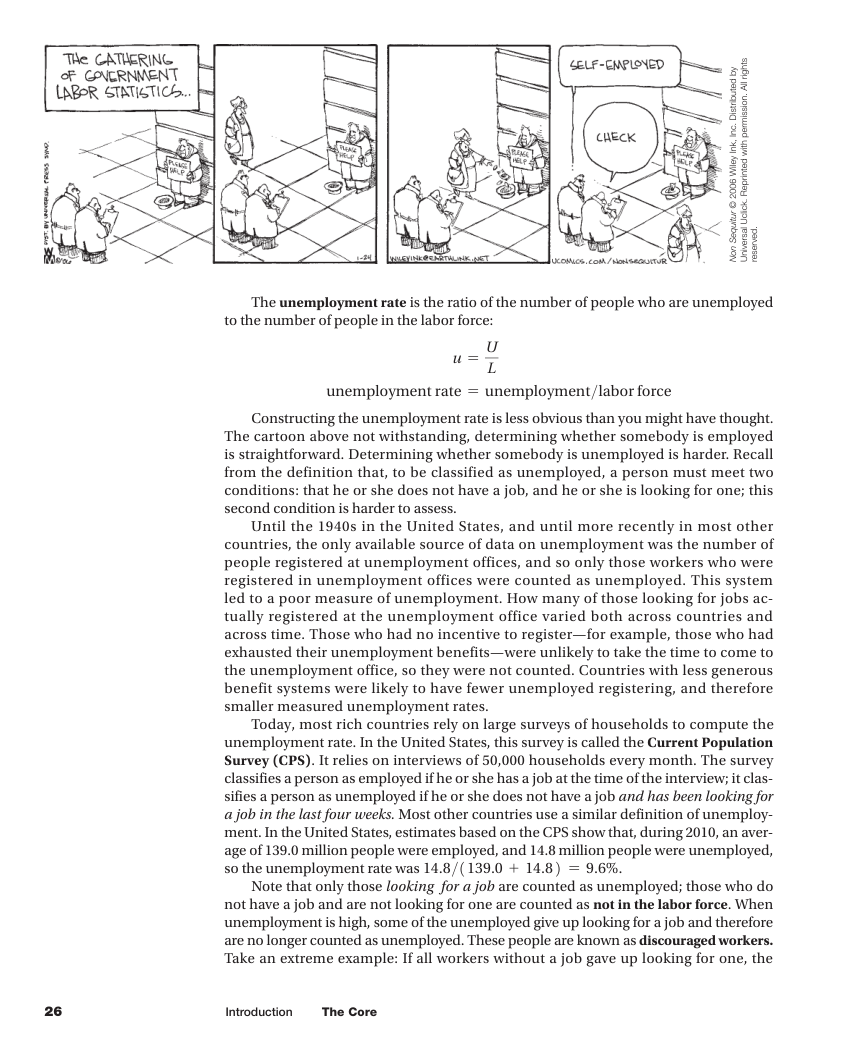 THE GATHERING
OF GOVERNMENT
LABOR STATISTICS...
PLEASE
HELP
DIST. BY UNIVERSAL PRESS SYND.
PLEASE
HELP
1-24
PLEASE
HELP
WILEYINK@EARTHLINK.NET
SELF-EMPLOYED
CHECK
PLEASE
HELP
UCOMICS.COM/NONSEQUITUR
Non Sequitur © 2006 Wiley Ink, Inc. Distributed by
Universal Uclick. Reprinted with permission. All rights
reserved.
The unemployment rate is the ratio of the number of people who are unemployed
to the number of people in the labor force:
u = U
L
unemployment rate = unemployment/labor force
Constructing the unemployment rate is less obvious than you might have thought.
The cartoon above not withstanding, determining whether somebody is employed
is straightforward. Determining whether somebody is unemployed is harder. Recall
from the definition that, to be classified as unemployed, a person must meet two
conditions: that he or she does not have a job, and he or she is looking for one; this
second condition is harder to assess.
Until the 1940s in the United States, and until more recently in most other
countries, the only available source of data on unemployment was the number of
people registered at unemployment offices, and so only those workers who were
registered in unemployment offices were counted as unemployed. This system
led to a poor measure of unemployment. How many of those looking for jobs ac-
tually registered at the unemployment office varied both across countries and
across time. Those who had no incentive to register—for example, those who had
exhausted their unemployment benefits—were unlikely to take the time to come to
the unemployment office, so they were not counted. Countries with less generous
benefit systems were likely to have fewer unemployed registering, and therefore
smaller measured unemployment rates.
Today, most rich countries rely on large surveys of households to compute the
unemployment rate. In the United States, this survey is called the Current Population
Survey (CPS). It relies on interviews of 50,000 households every month. The survey
classifies a person as employed if he or she has a job at the time of the interview; it clas-
sifies a person as unemployed if he or she does not have a job and has been looking for
a job in the last four weeks. Most other countries use a similar definition of unemploy-
ment. In the United States, estimates based on the CPS show that, during 2010, an aver-
age of 139.0 million people were employed, and 14.8 million people were unemployed,
so the unemployment rate was 14.8/(139.0 + 14.8) = 9.6%.
Note that only those looking for a job are counted as unemployed; those who do
not have a job and are not looking for one are counted as not in the labor force. When
unemployment is high, some of the unemployed give up looking for a job and therefore
are no longer counted as unemployed. These people are known as discouraged workers.
Take an extreme example: If all workers without a job gave up looking for one, the
26 Introduction The Core